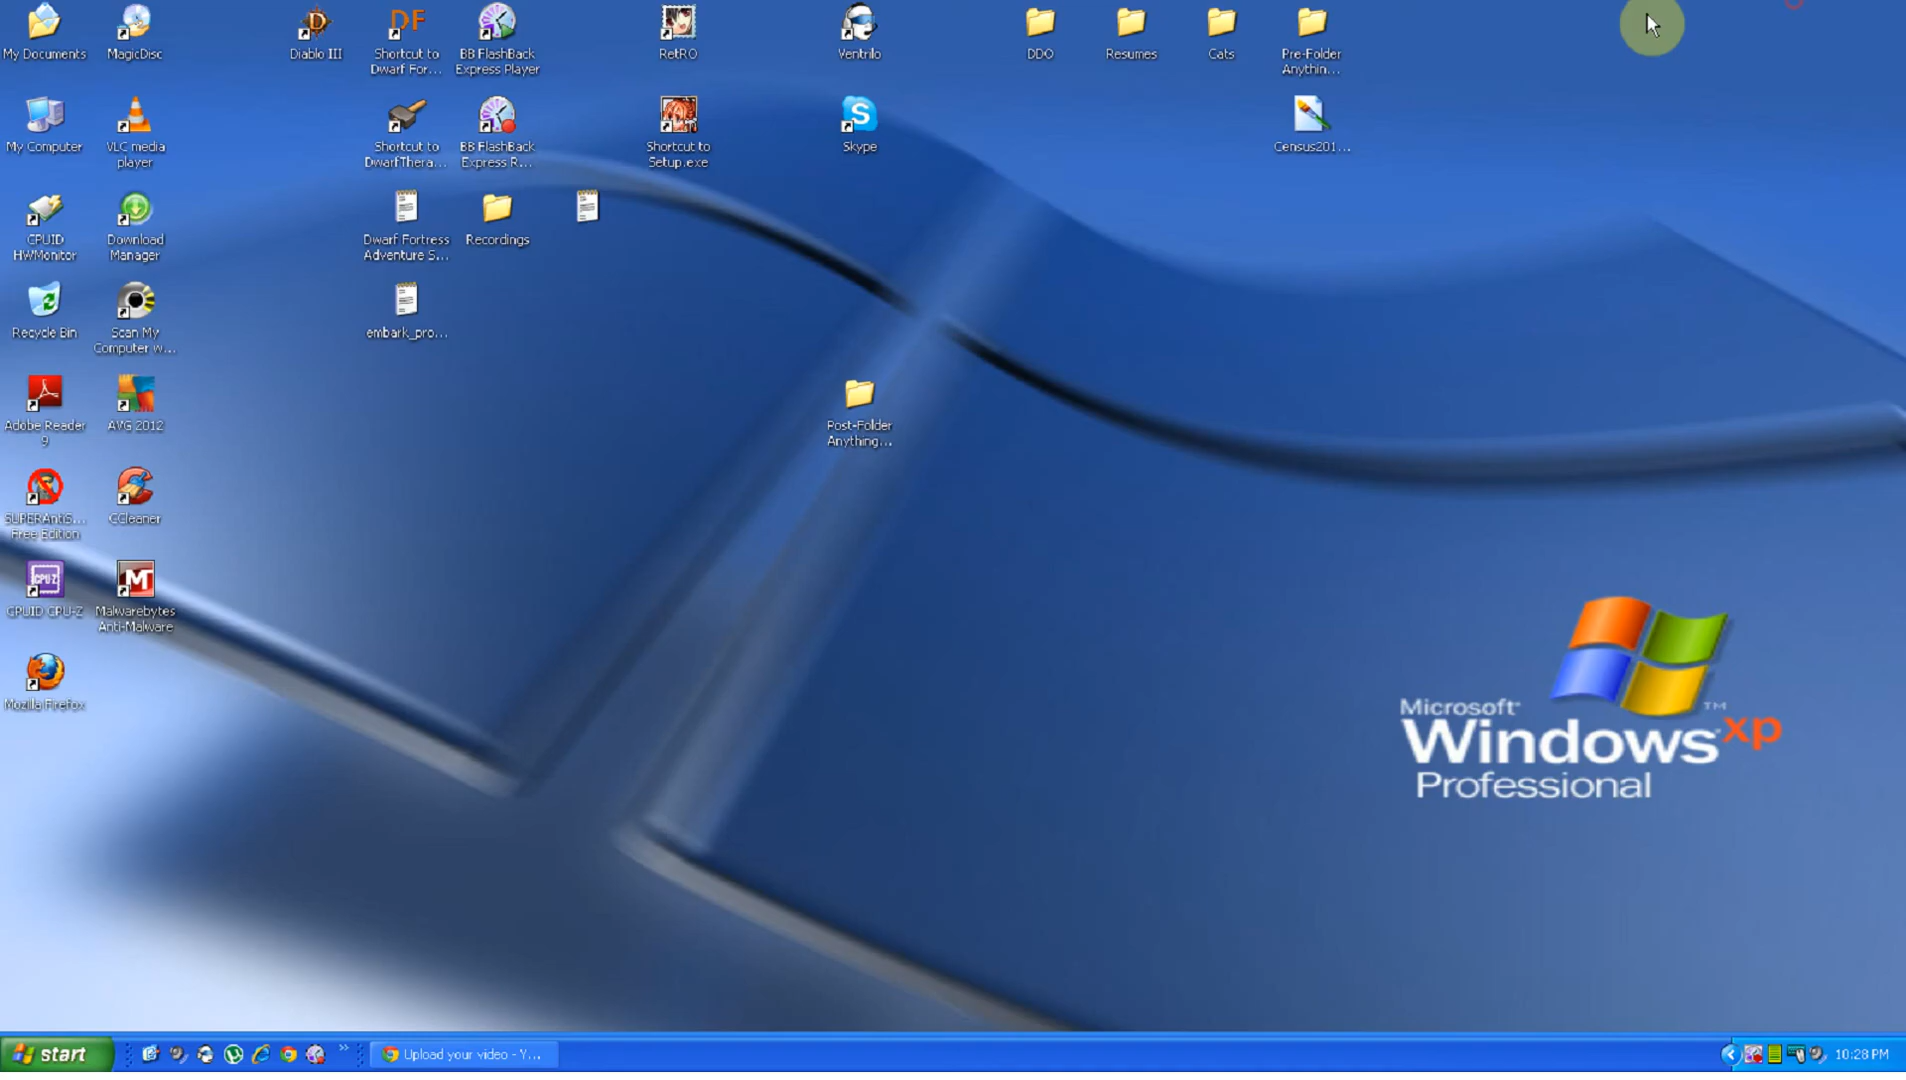 My Documents
MagicDisc
Diablo III
Shortcut to
Dwarf For...
BB FlashBack
Express Player
RetRO
Ventrilo
DDO
Resumes
Cats
Pre-Folder
Anythin...
My Computer
VLC media
player
Shortcut to
DwarfThera...
BB FlashBack
Express R...
Shortcut to
Setup.exe
Skype
Census201...
CPUID
HWMonitor
Download
Manager
Dwarf Fortress
Adventure S...
Recordings
Recycle Bin
Scan My
Computer w...
embark_pro...
Adobe Reader
9
AVG 2012
Post-Folder
Anything...
SUPERAntiS...
Free Edition
CCleaner
CPUID CPU-Z
Malwarebytes
Anti-Malware
Mozilla Firefox
Microsoft®
Windows xp ™
Professional
start
Upload your video - Y...
10:28 PM